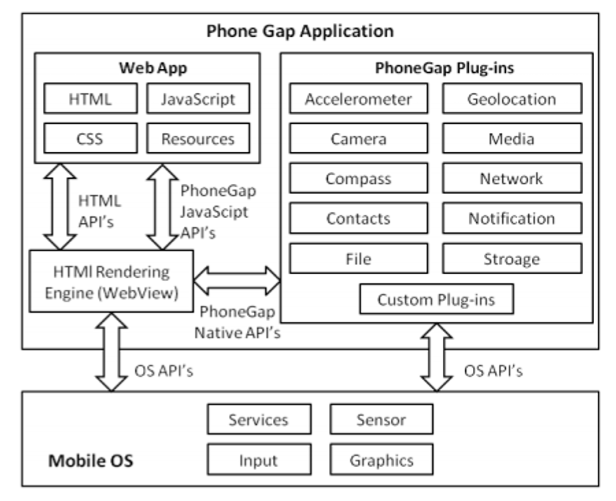 Phone Gap Application
Web App
HTML
JavaScript
CSS
Resources
PhoneGap Plug-ins
Accelerometer
Geolocation
Camera
Media
Compass
Network
Contacts
Notification
File
Stroage
Custom Plug-ins
HTML
API's
PhoneGap
JavaScipt
API's
HTMl Rendering
Engine (WebView)
PhoneGap
Native API's
OS API's
OS API's
Services
Sensor
Mobile OS
Input
Graphics